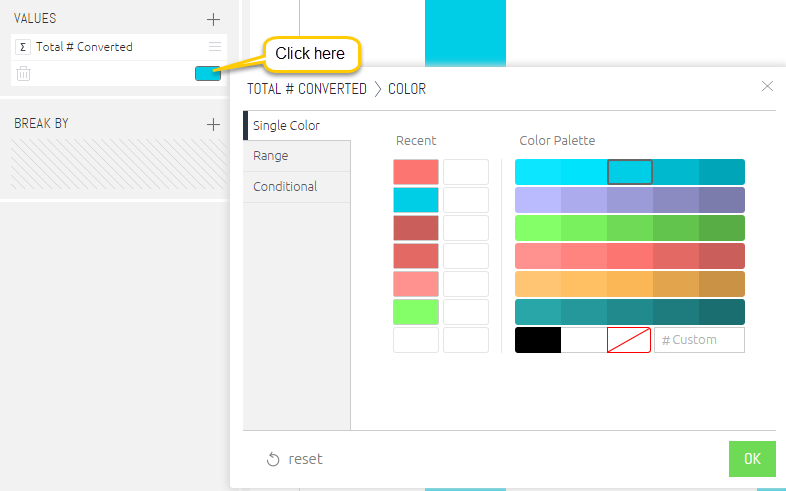 VALUES
Σ Total # Converted
Click here
BREAK BY
TOTAL # CONVERTED > COLOR
Single Color
Range
Conditional
Recent
Color Palette
# Custom
reset
OK